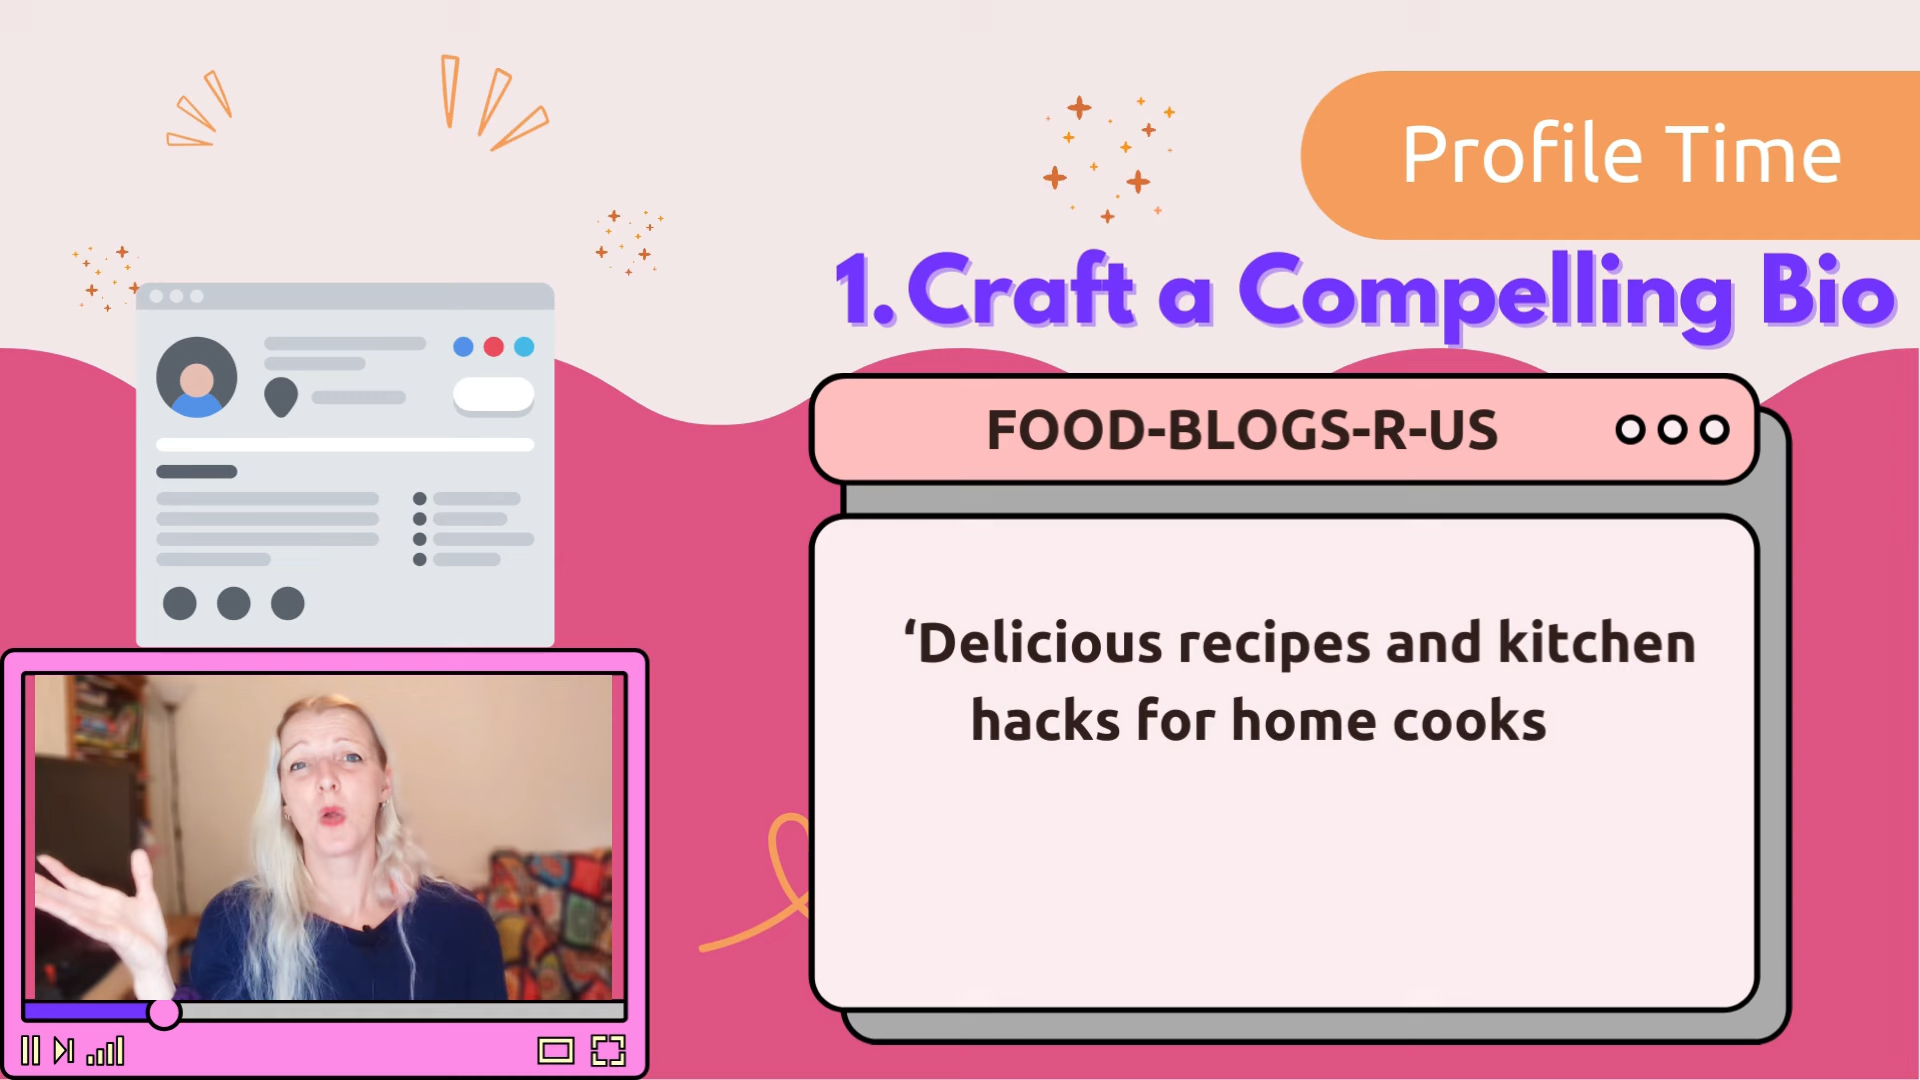 Profile Time
1. Craft a Compelling Bio
FOOD-BLOGS-R-US
‘Delicious recipes and kitchen
hacks for home cooks